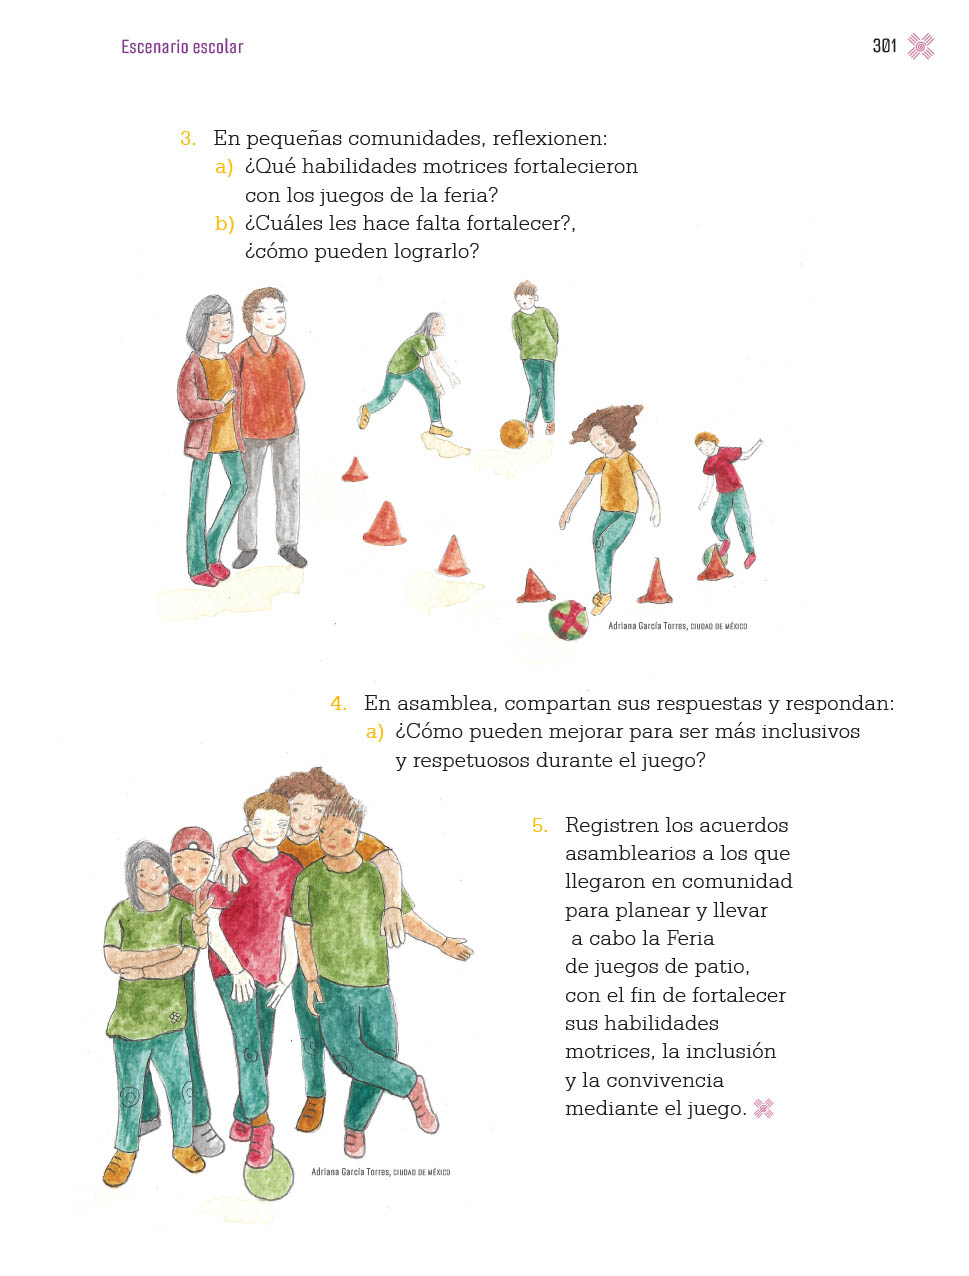 Escenario escolar
301
3. En pequeñas comunidades, reflexionen:
a) ¿Qué habilidades motrices fortalecieron
con los juegos de la feria?
b) ¿Cuáles les hace falta fortalecer?,
¿cómo pueden lograrlo?
Adriana García Torres, CIUDAD DE MÉXICO
4. En asamblea, compartan sus respuestas y respondan:
a) ¿Cómo pueden mejorar para ser más inclusivos
y respetuosos durante el juego?
5. Registren los acuerdos
asamblearios a los que
llegaron en comunidad
para planear y llevar
a cabo la Feria
de juegos de patio,
con el fin de fortalecer
sus habilidades
motrices, la inclusión
y la convivencia
mediante el juego.
Adriana García Torres, CIUDAD DE MÉXICO